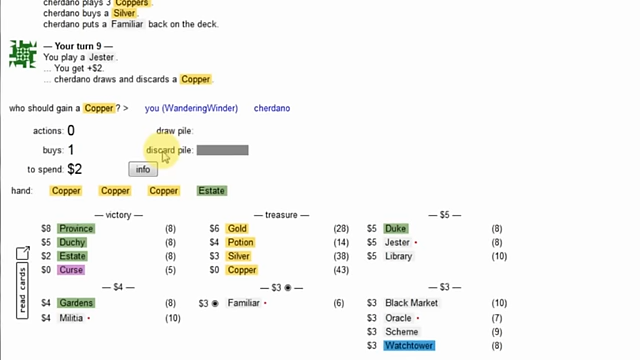 cherdano plays 3 Coppers.
cherdano buys a Silver.
cherdano puts a Familiar back on the deck.
— Your turn 9 —
You play a Jester.
... You get +$2.
... cherdano draws and discards a Copper.
who should gain a Copper? > you (WanderingWinder) cherdano
actions: 0 draw pile:
buys: 1 discard pile:
to spend: $2 info
hand: Copper Copper Copper Estate
— victory — — treasure — — $5 —
$8 Province (8) $6 Gold (28) $5 Duke (8)
$5 Duchy (8) $4 Potion (14) $5 Jester (8)
$2 Estate (8) $3 Silver (38) $5 Library (10)
$0 Curse (5) $0 Copper (43)
read cards
— $4 — — $3 ◉ — — $3 —
$4 Gardens (8) $3 ◉ Familiar (6) $3 Black Market (10)
$4 Militia (10) $3 Oracle (7)
$3 Scheme (9)
$3 Watchtower (8)